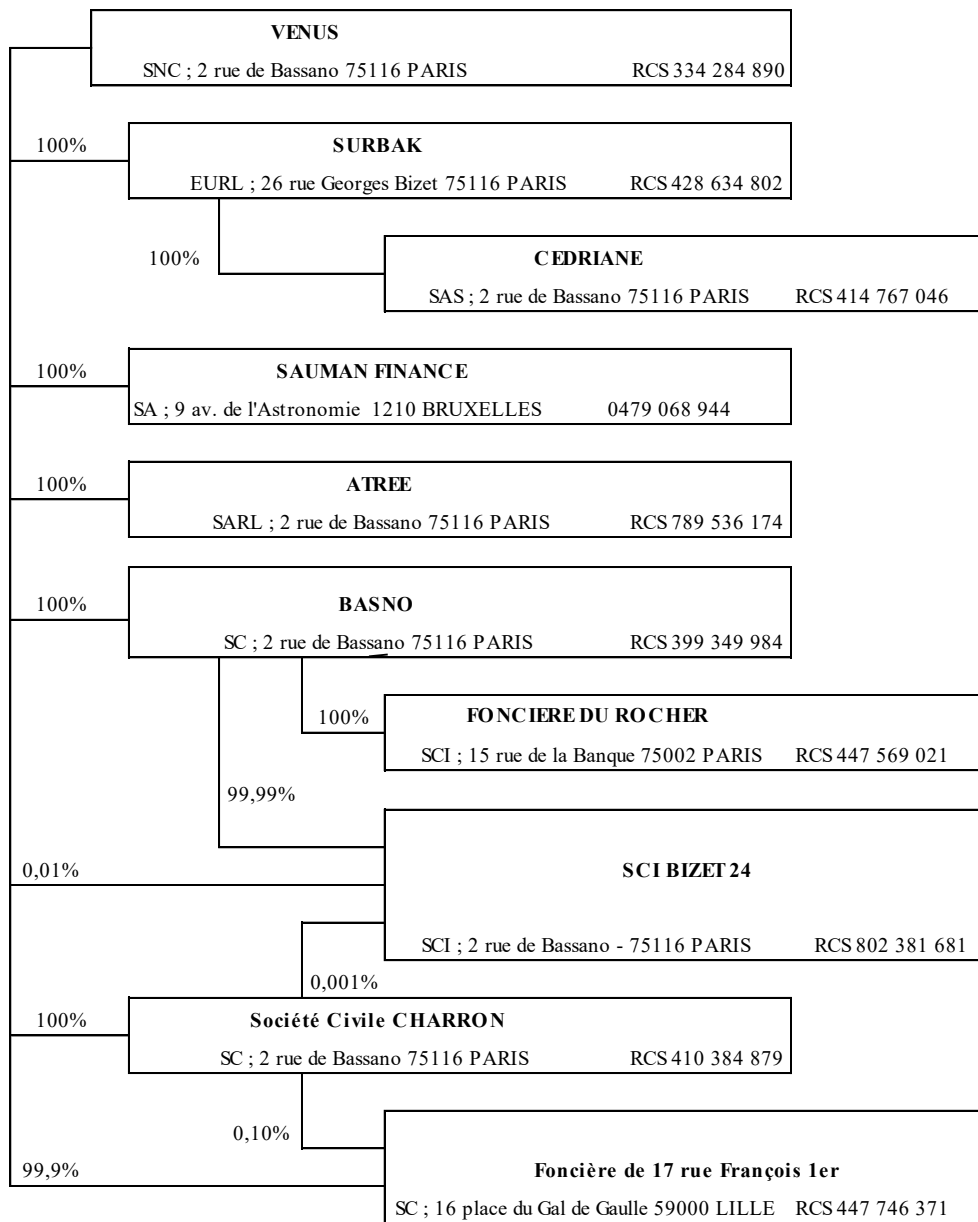 VENUS
SNC ; 2 rue de Bassano 75116 PARIS RCS 334 284 890
100%
SURBAK
EURL ; 26 rue Georges Bizet 75116 PARIS RCS 428 634 802
100%
CEDRIANE
SAS ; 2 rue de Bassano 75116 PARIS RCS 414 767 046
100%
SAUMAN FINANCE
SA ; 9 av. de l'Astronomie 1210 BRUXELLES 0479 068 944
100%
ATREE
SARL ; 2 rue de Bassano 75116 PARIS RCS 789 536 174
100%
BASNO
SC ; 2 rue de Bassano 75116 PARIS RCS 399 349 984
100%
FONCIERE DU ROCHER
SCI ; 15 rue de la Banque 75002 PARIS RCS 447 569 021
99,99%
0,01%
SCI BIZET 24
SCI ; 2 rue de Bassano - 75116 PARIS RCS 802 381 681
0,001%
100%
Société Civile CHARRON
SC ; 2 rue de Bassano 75116 PARIS RCS 410 384 879
0,10%
99,9%
Foncière de 17 rue François 1er
SC ; 16 place du Gal de Gaulle 59000 LILLE RCS 447 746 371